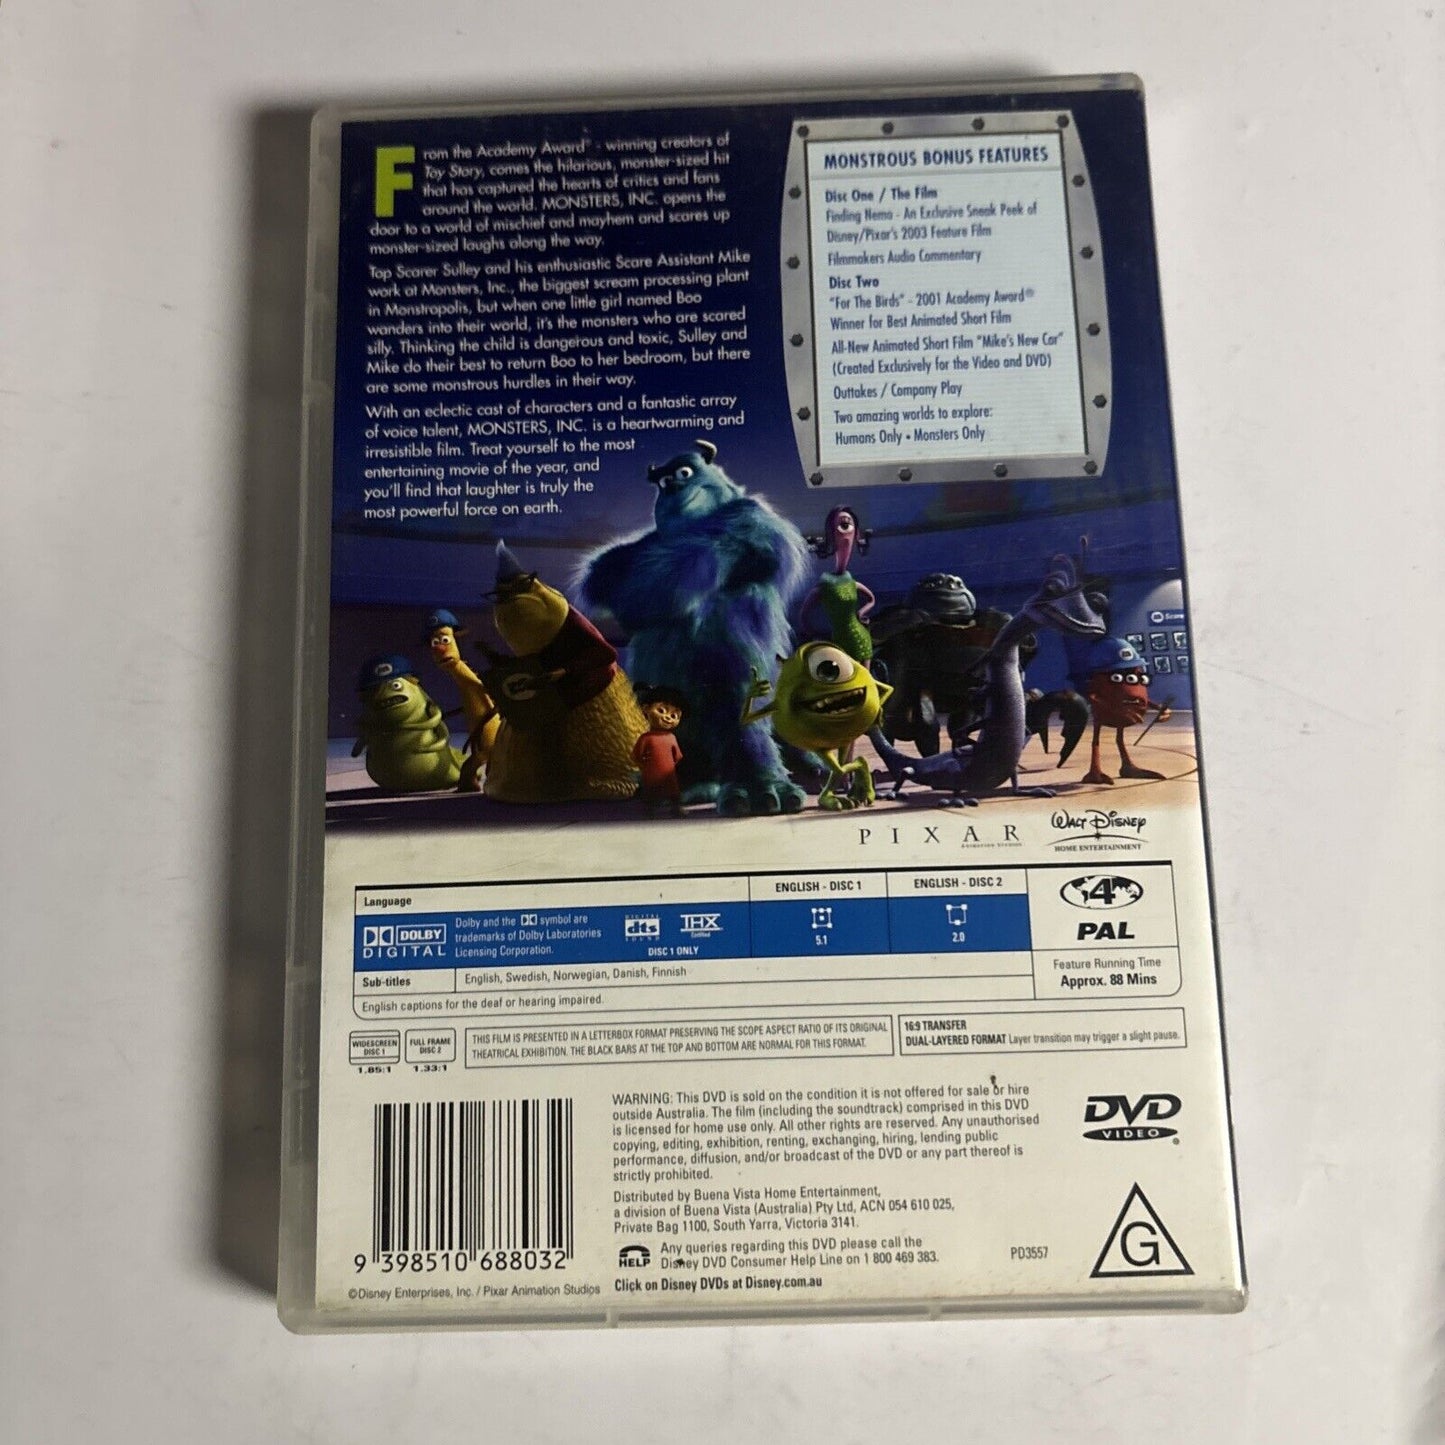 From the Academy Award® - winning creators of
Toy Story, comes the hilarious, monster-sized hit
that has captured the hearts of critics and fans
around the world. MONSTERS, INC. opens the
door to a world of mischief and mayhem and scares up
monster-sized laughs along the way.
Top Scarer Sulley and his enthusiastic Scare Assistant Mike
work at Monsters, Inc., the biggest scream processing plant
in Monstropolis, but when one little girl named Boo
wanders into their world, it's the monsters who are scared
silly. Thinking the child is dangerous and toxic, Sulley and
Mike do their best to return Boo to her bedroom, but there
are some monstrous hurdles in their way.
With an eclectic cast of characters and a fantastic array
of voice talent, MONSTERS, INC. is a heartwarming and
irresistible film. Treat yourself to the most
entertaining movie of the year, and
you'll find that laughter is truly the
most powerful force on earth.
MONSTROUS BONUS FEATURES
Disc One / The Film
Finding Nemo - An Exclusive Sneak Peek of
Disney/Pixar's 2003 Feature Film
Filmmakers Audio Commentary
Disc Two
"For The Birds" - 2001 Academy Award®
Winner for Best Animated Short Film
All-New Animated Short Film "Mike's New Car"
(Created Exclusively for the Video and DVD)
Outtakes / Company Play
Two amazing worlds to explore:
Humans Only • Monsters Only
PIXAR
ANIMATION STUDIOS
WALT DISNEY
HOME ENTERTAINMENT
Language
ENGLISH - DISC 1
ENGLISH - DISC 2
DOLBY
DIGITAL
Dolby and the symbol are
trademarks of Dolby Laboratories
Licensing Corporation.
DIGITAL
dts
SOUND
THX
Certified
DISC 1 ONLY
5.1
2.0
Sub-titles
English, Swedish, Norwegian, Danish, Finnish
English captions for the deaf or hearing impaired.
4
PAL
Feature Running Time
Approx. 88 Mins
WIDESCREEN
DISC 1
1.85:1
FULL FRAME
DISC 2
1.33:1
THIS FILM IS PRESENTED IN A LETTERBOX FORMAT PRESERVING THE SCOPE ASPECT RATIO OF ITS ORIGINAL
THEATRICAL EXHIBITION. THE BLACK BARS AT THE TOP AND BOTTOM ARE NORMAL FOR THIS FORMAT.
16:9 TRANSFER
DUAL-LAYERED FORMAT Layer transition may trigger a slight pause.
WARNING: This DVD is sold on the condition it is not offered for sale or hire
outside Australia. The film (including the soundtrack) comprised in this DVD
is licensed for home use only. All other rights are reserved. Any unauthorised
copying, editing, exhibition, renting, exchanging, hiring, lending public
performance, diffusion, and/or broadcast of the DVD or any part thereof is
strictly prohibited.
Distributed by Buena Vista Home Entertainment,
a division of Buena Vista (Australia) Pty Ltd, ACN 054 610 025,
Private Bag 1100, South Yarra, Victoria 3141.
HELP
Any queries regarding this DVD please call the
Disney DVD Consumer Help Line on 1 800 469 383.
Click on Disney DVDs at Disney.com.au
PD3557
DVD
VIDEO
G
9 398510 688032
©Disney Enterprises, Inc. / Pixar Animation Studios